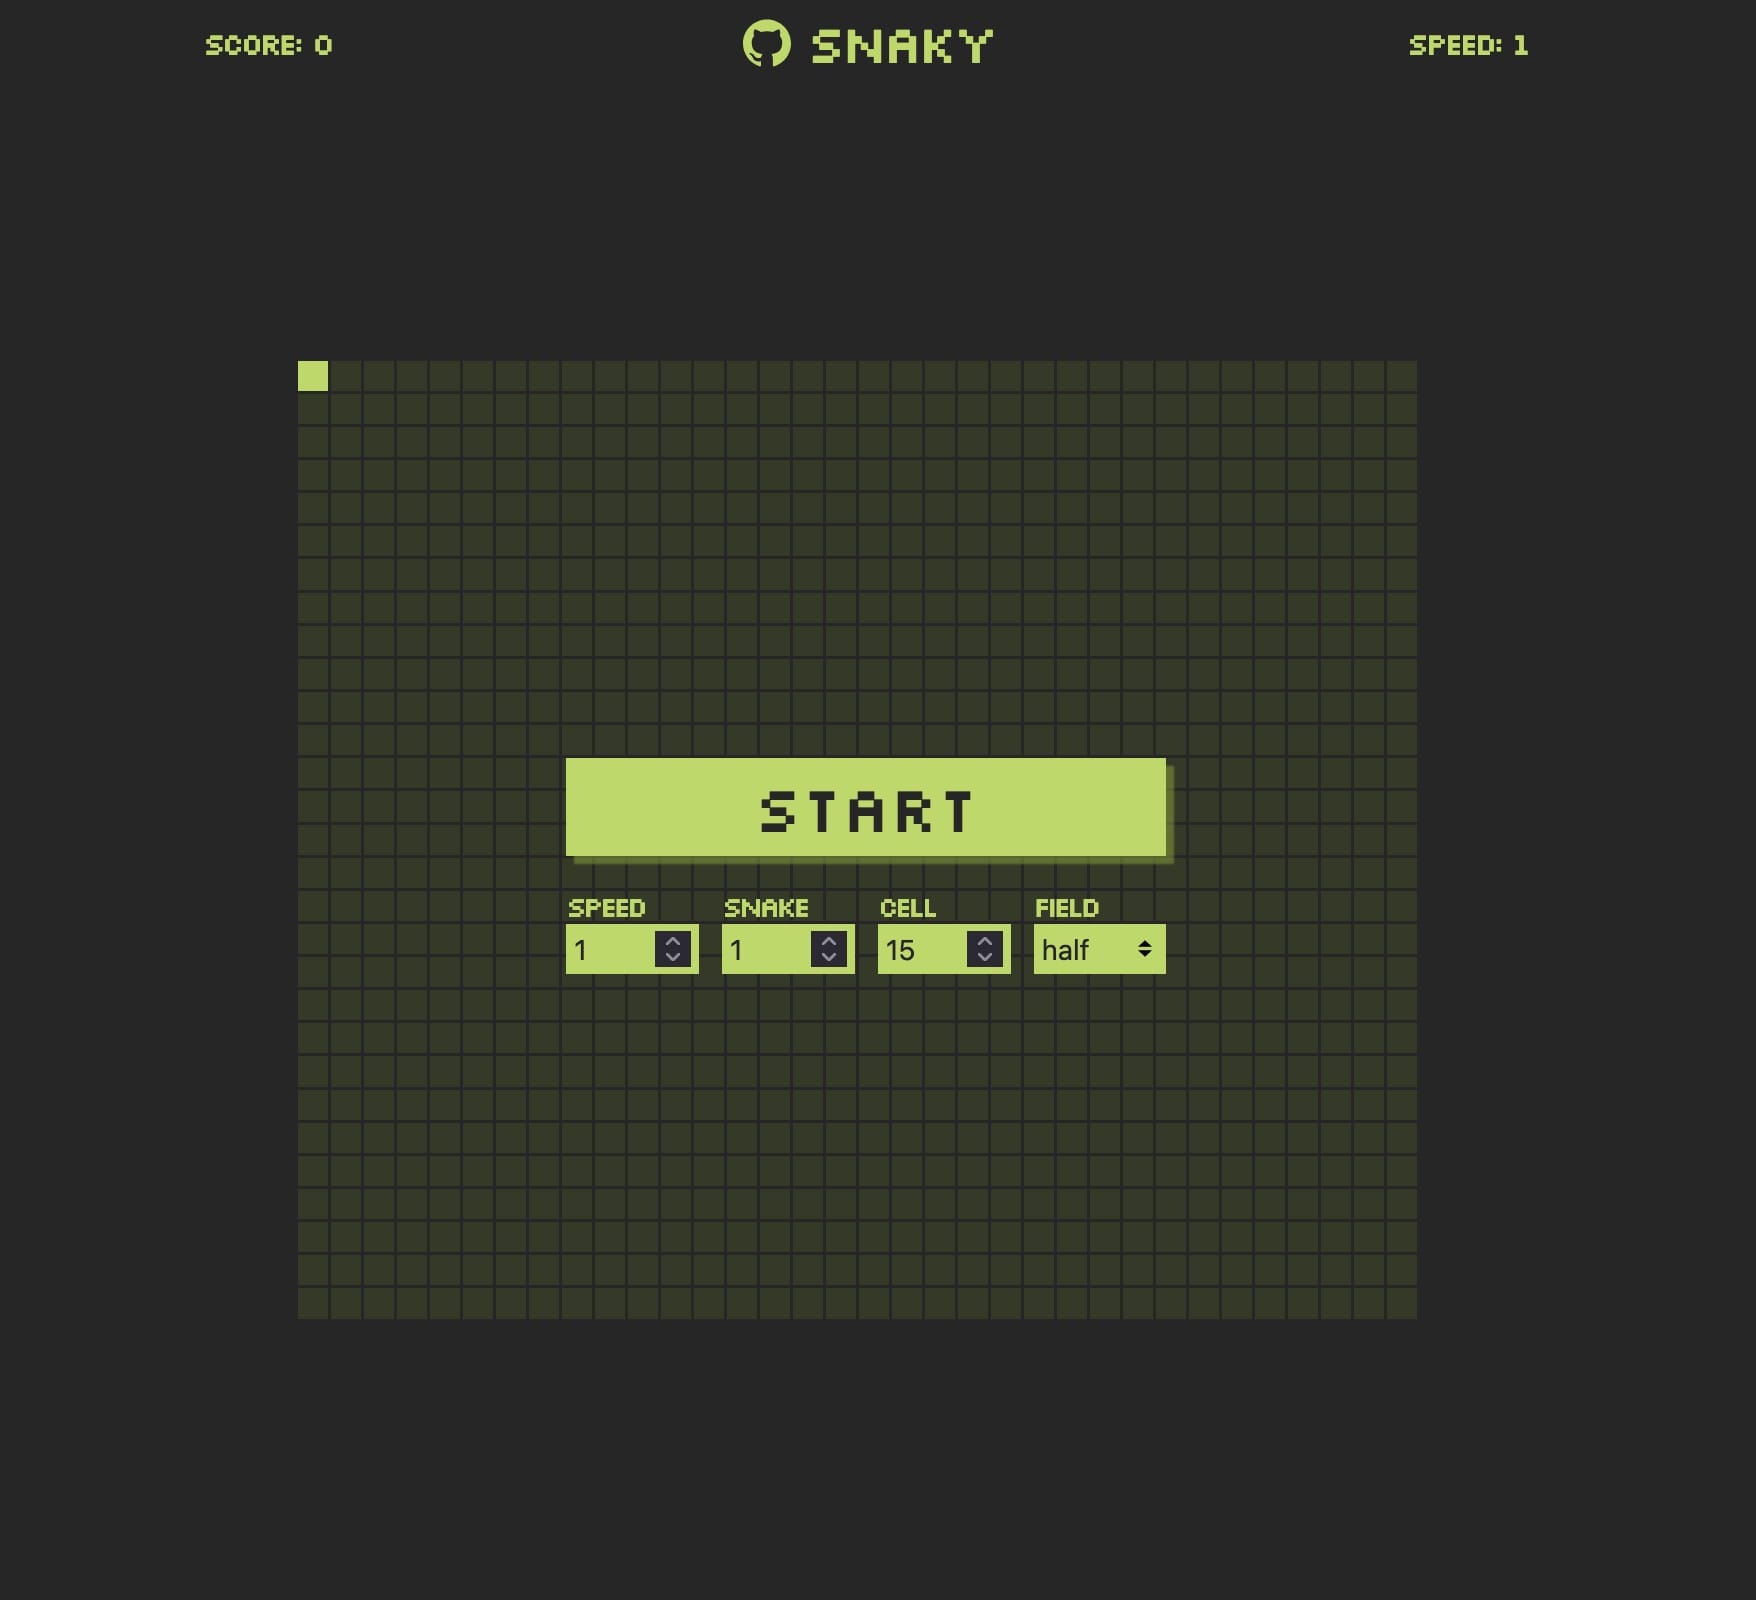 SCORE: 0
SNAKY
SPEED: 1
START
SPEED SNAKE CELL FIELD
1 1 15 half